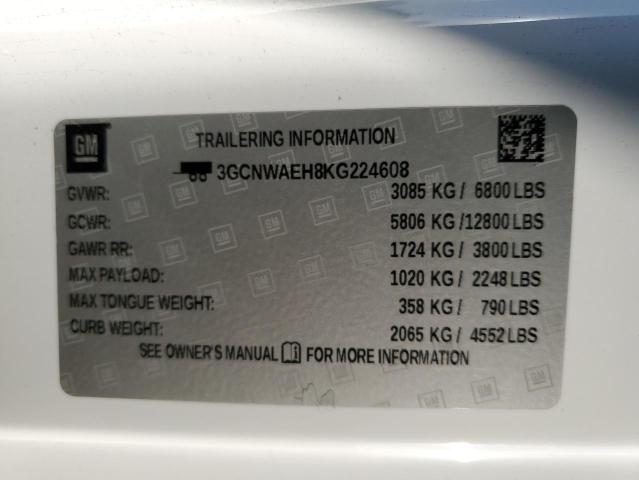 GM
TRAILERING INFORMATION
3GCNWAEH8KG224608
GVWR: 3085 KG / 6800 LBS
GCWR: 5806 KG /12800 LBS
GAWR RR: 1724 KG / 3800 LBS
MAX PAYLOAD: 1020 KG / 2248 LBS
MAX TONGUE WEIGHT: 358 KG / 790 LBS
CURB WEIGHT: 2065 KG / 4552 LBS
SEE OWNER'S MANUAL FOR MORE INFORMATION